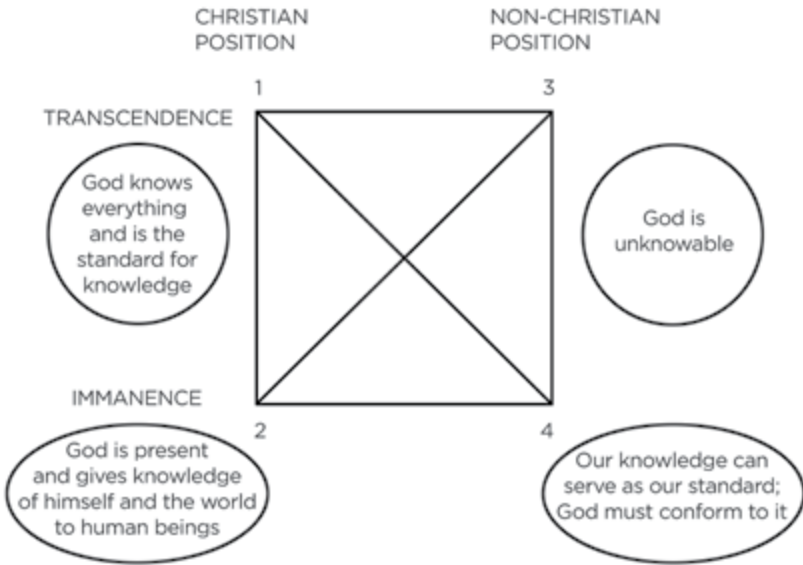 CHRISTIAN
POSITION
NON-CHRISTIAN
POSITION
1
3
TRANSCENDENCE
God knows
everything
and is the
standard for
knowledge
God is
unknowable
IMMANENCE
2
4
God is present
and gives knowledge
of himself and the world
to human beings
Our knowledge can
serve as our standard;
God must conform to it